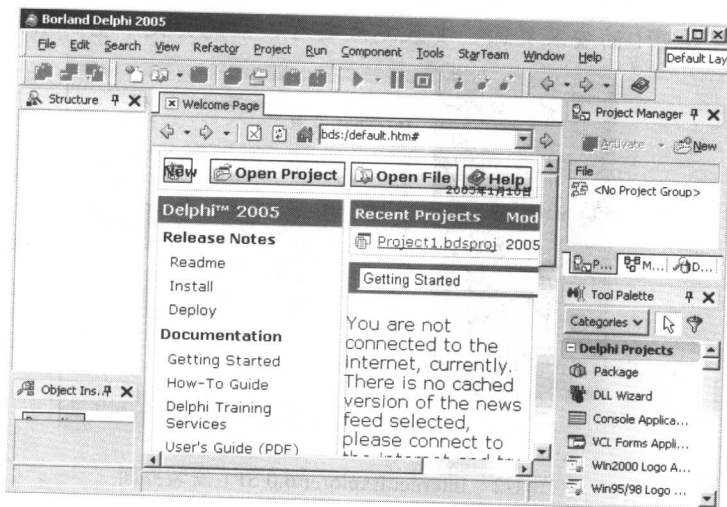 Borland Delphi 2005
File Edit Search View Refactor Project Run Component Tools StarTeam Window Help
Default Lay
Structure
Welcome Page
bds:/default.htm#
New Open Project Open File Help
2005年1月10日
Delphi™ 2005
Release Notes
Readme
Install
Deploy
Documentation
Getting Started
How-To Guide
Delphi Training
Services
User's Guide (PDF)
Recent Projects Mod
Project1.bdsproj 2005
Getting Started
You are not
connected to the
internet, currently.
There is no cached
version of the news
feed selected,
please connect to
the internet and try
Project Manager
Activate New
File
<No Project Group>
P... M... D...
Tool Palette
Categories
Delphi Projects
Package
DLL Wizard
Console Applica...
VCL Forms Appli...
Win2000 Logo A...
Win95/98 Logo ...
Object Ins..